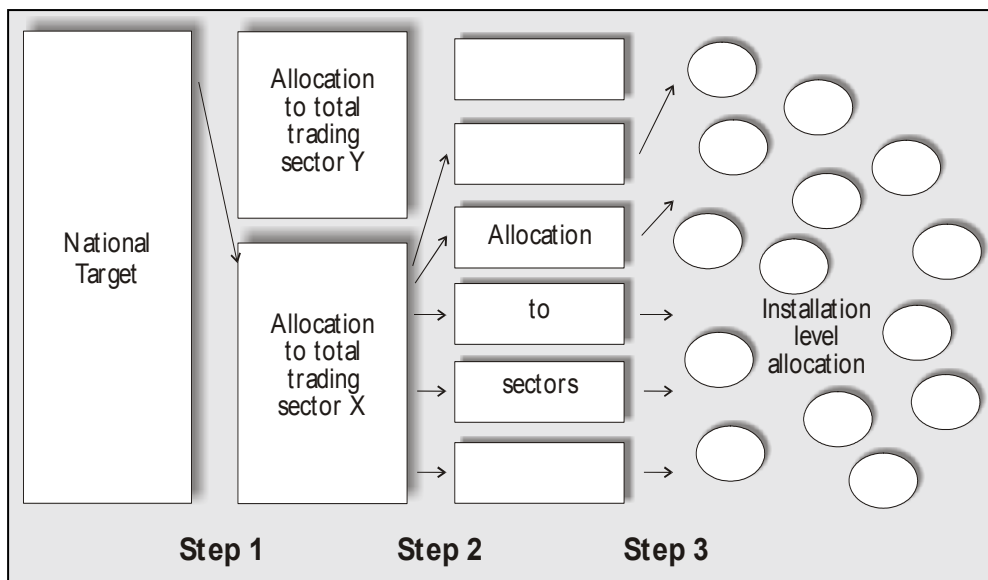 National
Target
Allocation
to total
trading
sector Y
Allocation
to total
trading
sector X
Allocation
to
sectors
Installation
level
allocation
Step 1
Step 2
Step 3